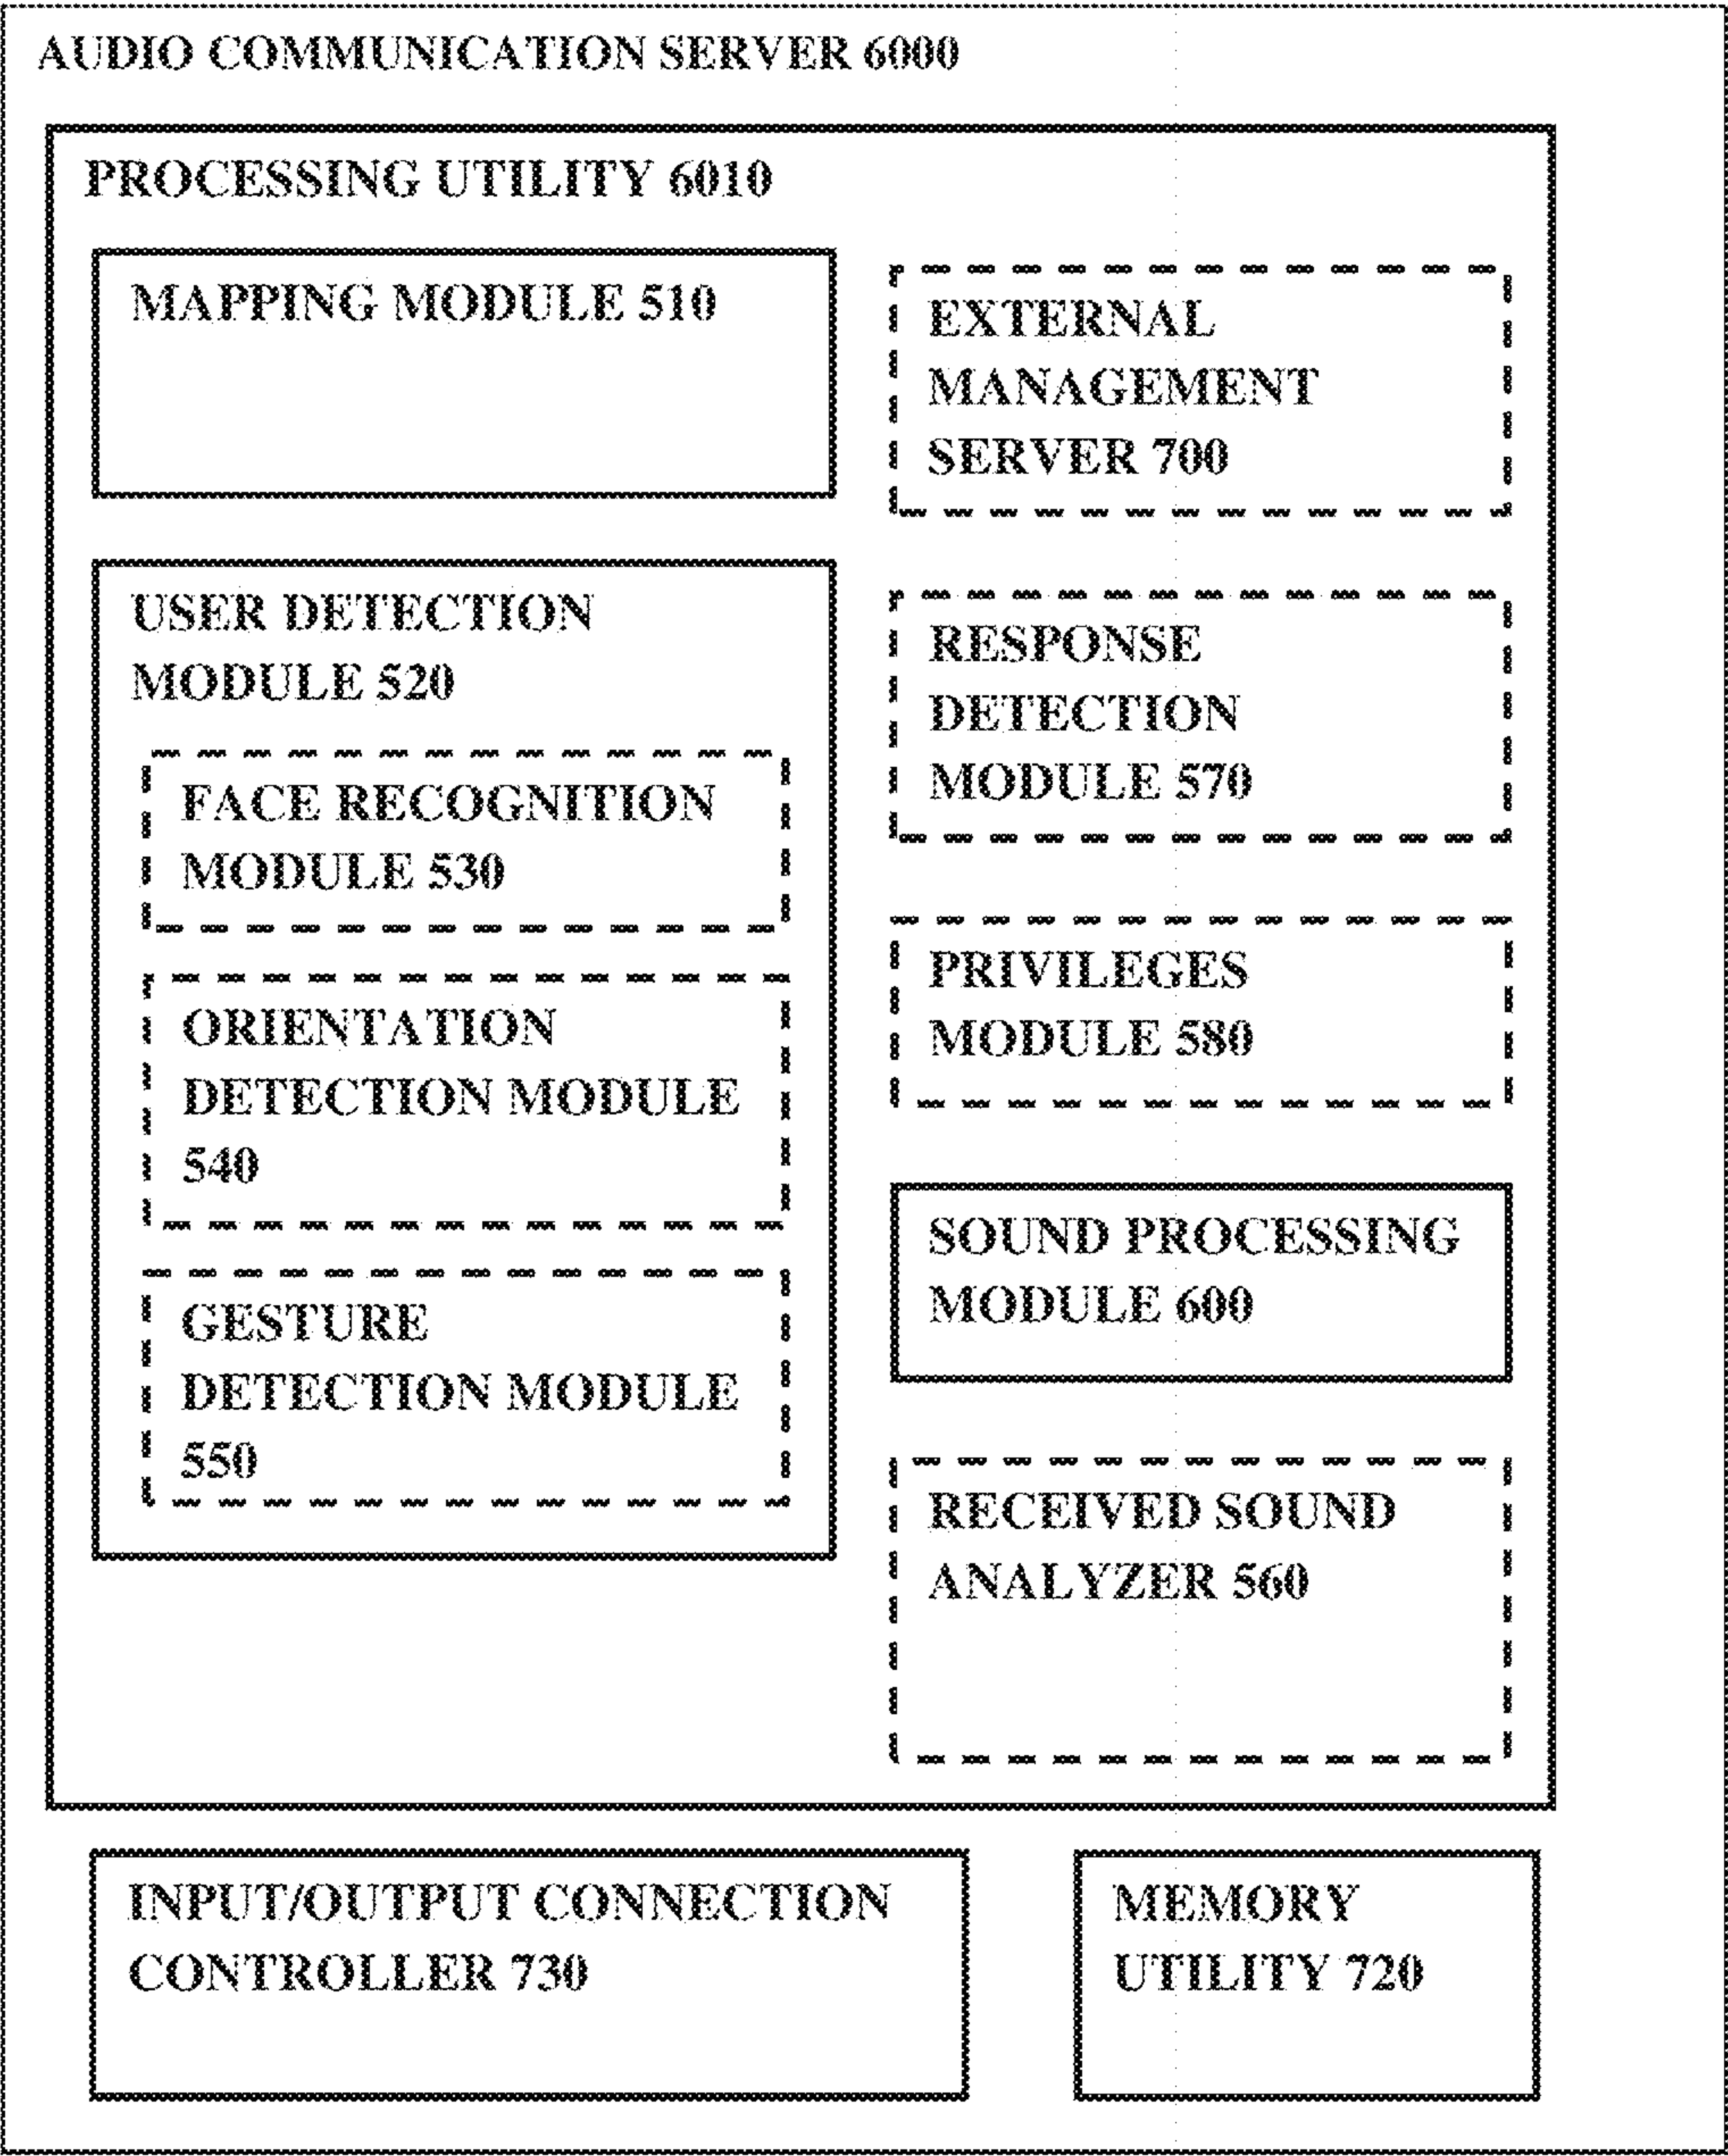 AUDIO COMMUNICATION SERVER 6000
PROCESSING UTILITY 6010
MAPPING MODULE 510
USER DETECTION
MODULE 520
FACE RECOGNITION
MODULE 530
ORIENTATION
DETECTION MODULE
540
GESTURE
DETECTION MODULE
550
EXTERNAL
MANAGEMENT
SERVER 700
RESPONSE
DETECTION
MODULE 570
PRIVILEGES
MODULE 580
SOUND PROCESSING
MODULE 600
RECEIVED SOUND
ANALYZER 560
INPUT/OUTPUT CONNECTION
CONTROLLER 730
MEMORY
UTILITY 720